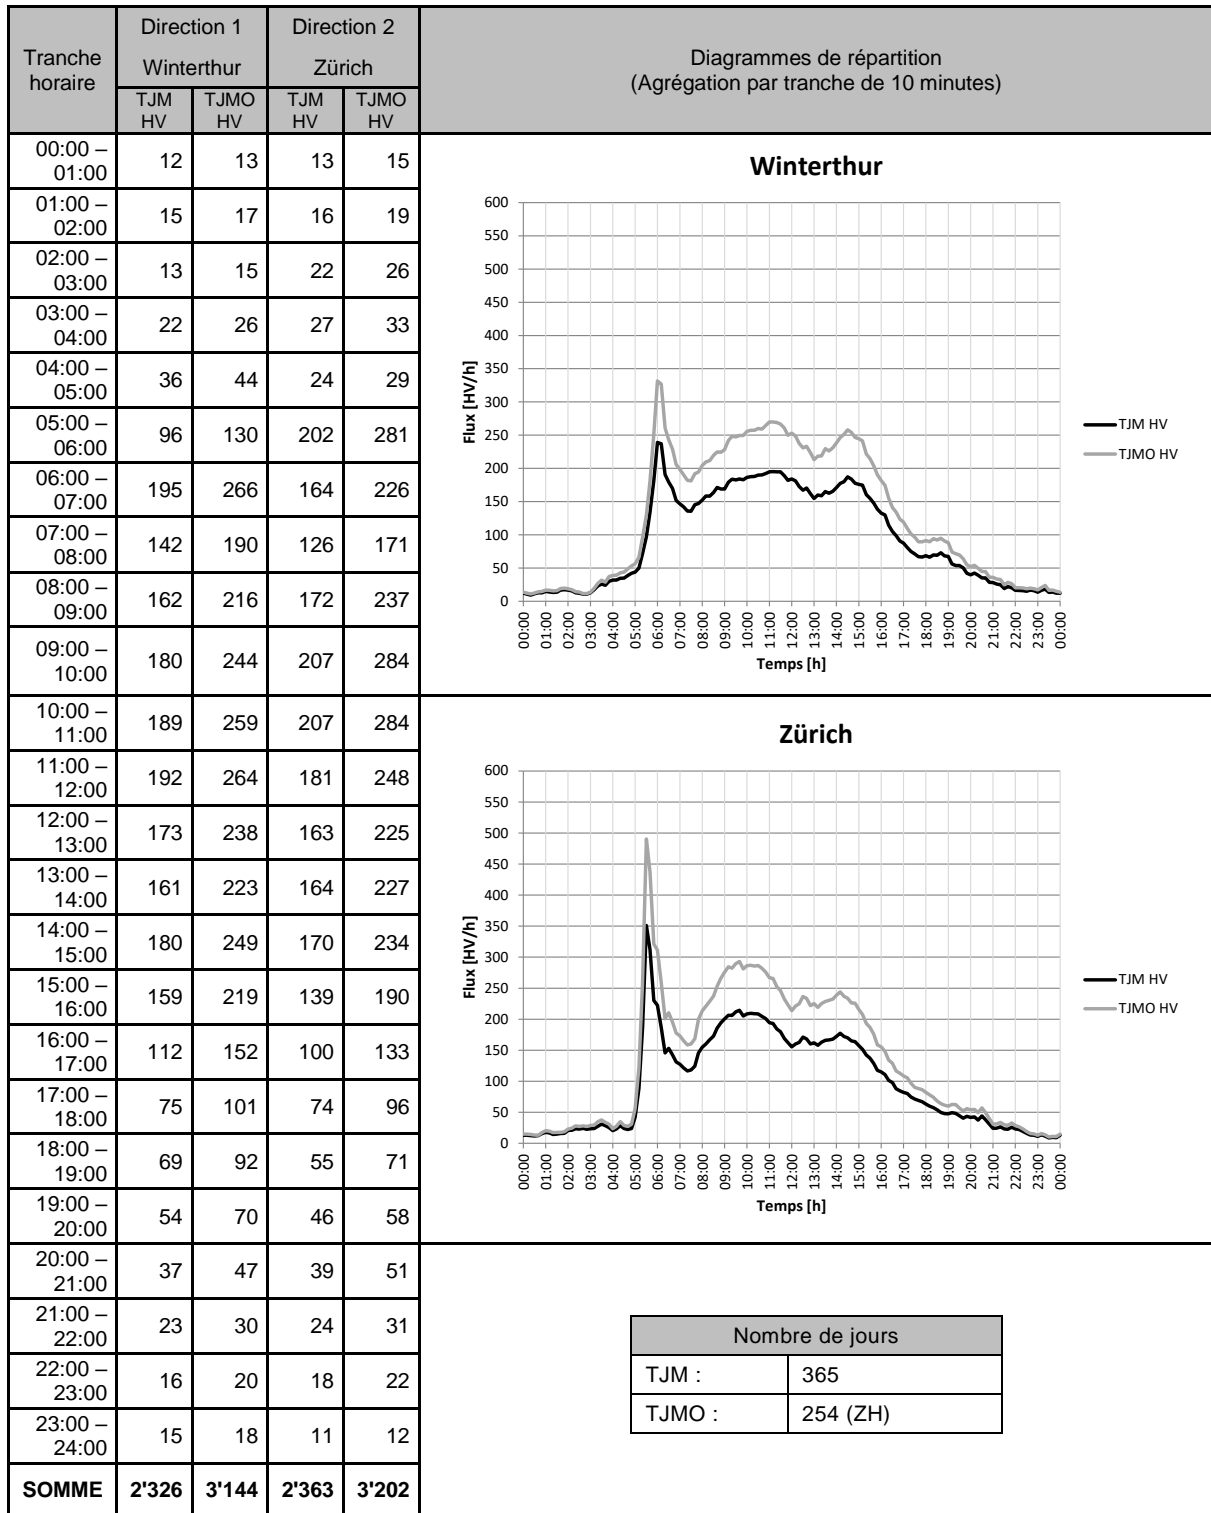 Tranche horaire
Direction 1
Winterthur
Direction 2
Zürich
Diagrammes de répartition
(Agrégation par tranche de 10 minutes)
TJM HV
TJMO HV
TJM HV
TJMO HV
00:00 – 01:00 12 13 13 15
01:00 – 02:00 15 17 16 19
02:00 – 03:00 13 15 22 26
03:00 – 04:00 22 26 27 33
04:00 – 05:00 36 44 24 29
05:00 – 06:00 96 130 202 281
06:00 – 07:00 195 266 164 226
07:00 – 08:00 142 190 126 171
08:00 – 09:00 162 216 172 237
09:00 – 10:00 180 244 207 284
10:00 – 11:00 189 259 207 284
11:00 – 12:00 192 264 181 248
12:00 – 13:00 173 238 163 225
13:00 – 14:00 161 223 164 227
14:00 – 15:00 180 249 170 234
15:00 – 16:00 159 219 139 190
16:00 – 17:00 112 152 100 133
17:00 – 18:00 75 101 74 96
18:00 – 19:00 69 92 55 71
19:00 – 20:00 54 70 46 58
20:00 – 21:00 37 47 39 51
21:00 – 22:00 23 30 24 31
22:00 – 23:00 16 20 18 22
23:00 – 24:00 15 18 11 12
SOMME 2'326 3'144 2'363 3'202
Winterthur
600
550
500
450
400
350
300
250
200
150
100
50
0
Flux [HV/h]
00:00 01:00 02:00 03:00 04:00 05:00 06:00 07:00 08:00 09:00 10:00 11:00 12:00 13:00 14:00 15:00 16:00 17:00 18:00 19:00 20:00 21:00 22:00 23:00 00:00
Temps [h]
TJM HV
TJMO HV
Zürich
600
550
500
450
400
350
300
250
200
150
100
50
0
Flux [HV/h]
00:00 01:00 02:00 03:00 04:00 05:00 06:00 07:00 08:00 09:00 10:00 11:00 12:00 13:00 14:00 15:00 16:00 17:00 18:00 19:00 20:00 21:00 22:00 23:00 00:00
Temps [h]
TJM HV
TJMO HV
Nombre de jours
TJM : 365
TJMO : 254 (ZH)